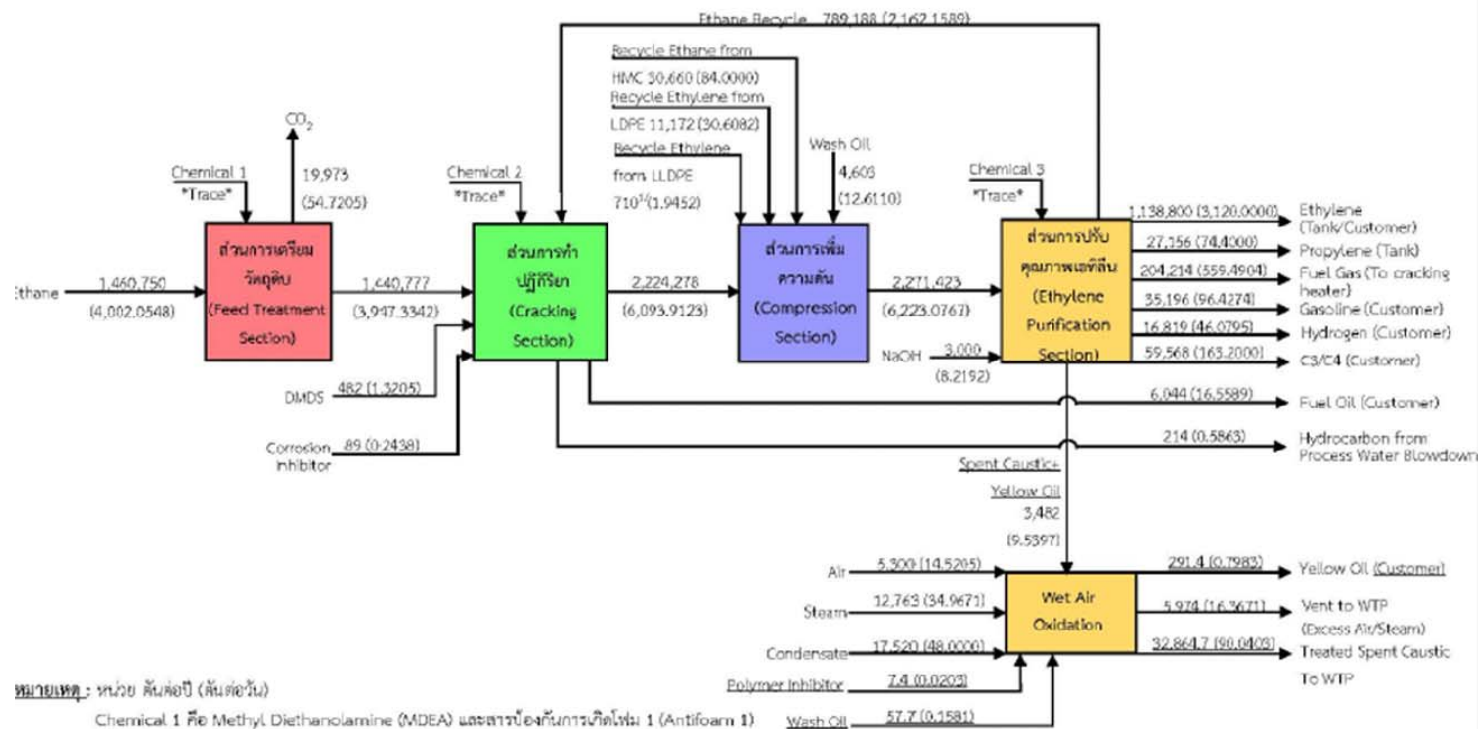 Ethane Recycle 789,188 (2,162.1589)
Recycle Ethane from
HMC 30,660 (84.0000)
Recycle Ethylene from
LDPE 11,172 (30.6082)
Recycle Ethylene
from LLDPE
710¹⁄(1.9452)
CO₂
19,973
(54.7205)
Chemical 1
*Trace*
Chemical 2
*Trace*
Wash Oil
4,603
(12.6110)
Chemical 3
*Trace*
Ethane
1,460,750
(4,002.0548)
ส่วนการเตรียม
วัตถุดิบ
(Feed Treatment
Section)
1,440,777
(3,947.3342)
ส่วนการทำ
ปฏิกิริยา
(Cracking
Section)
2,224,278
(6,093.9123)
ส่วนการเพิ่ม
ความดัน
(Compression
Section)
2,271,423
(6,223.0767)
ส่วนการปรับ
คุณภาพเอทิลีน
(Ethylene
Purification
Section)
NaOH 3,000
(8.2192)
1,138,800 (3,120.0000) Ethylene
(Tank/Customer)
27,156 (74.4000) Propylene (Tank)
204,214 (559.4904) Fuel Gas (To cracking
heater)
35,196 (96.4274) Gasoline (Customer)
16,819 (46.0795) Hydrogen (Customer)
59,568 (163.2000) C3/C4 (Customer)
DMDS 482 (1.3205)
6,044 (16.5589) Fuel Oil (Customer)
Corrosion 89 (0.2438)
Inhibitor
214 (0.5863) Hydrocarbon from
Process Water Blowdown
Spent Caustic+
Yellow Oil
3,482
(9.5397)
Air 5,300 (14.5205)
Steam 12,763 (34.9671)
Condensate 17,520 (48.0000)
Polymer Inhibitor 7.4 (0.0203)
Wash Oil 57.7 (0.1581)
Wet Air
Oxidation
291.4 (0.7983) Yellow Oil (Customer)
5,974 (16.3671) Vent to WTP
(Excess Air/Steam)
32,864.7 (90.0403) Treated Spent Caustic
To WTP
หมายเหตุ : หน่วย ตันต่อปี (ตันต่อวัน)
Chemical 1 คือ Methyl Diethanolamine (MDEA) และสารป้องกันการเกิดโฟม 1 (Antifoam 1)